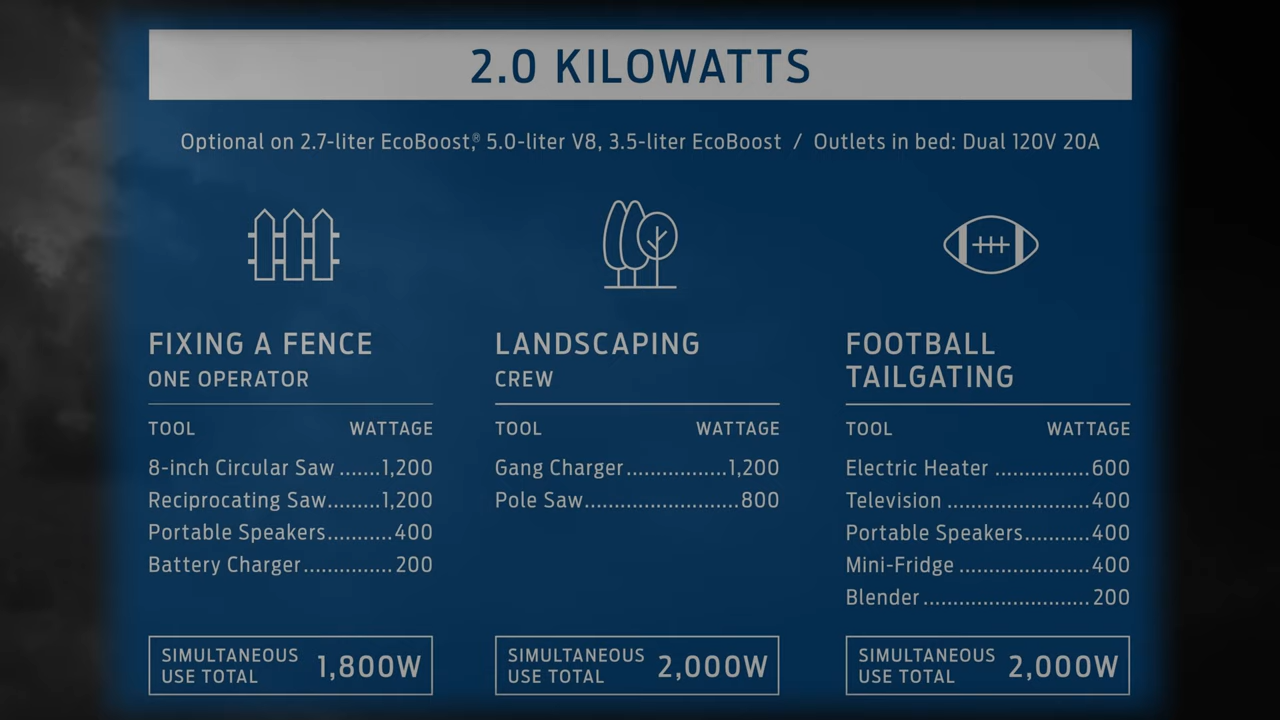 2.0 KILOWATTS
Optional on 2.7-liter EcoBoost,® 5.0-liter V8, 3.5-liter EcoBoost / Outlets in bed: Dual 120V 20A
FIXING A FENCE
ONE OPERATOR
TOOL WATTAGE
8-inch Circular Saw .......1,200
Reciprocating Saw........1,200
Portable Speakers..........400
Battery Charger...............200
SIMULTANEOUS
USE TOTAL 1,800W
LANDSCAPING
CREW
TOOL WATTAGE
Gang Charger.................1,200
Pole Saw..........................800
SIMULTANEOUS
USE TOTAL 2,000W
FOOTBALL
TAILGATING
TOOL WATTAGE
Electric Heater ................600
Television ........................400
Portable Speakers...........400
Mini-Fridge ......................400
Blender ............................200
SIMULTANEOUS
USE TOTAL 2,000W